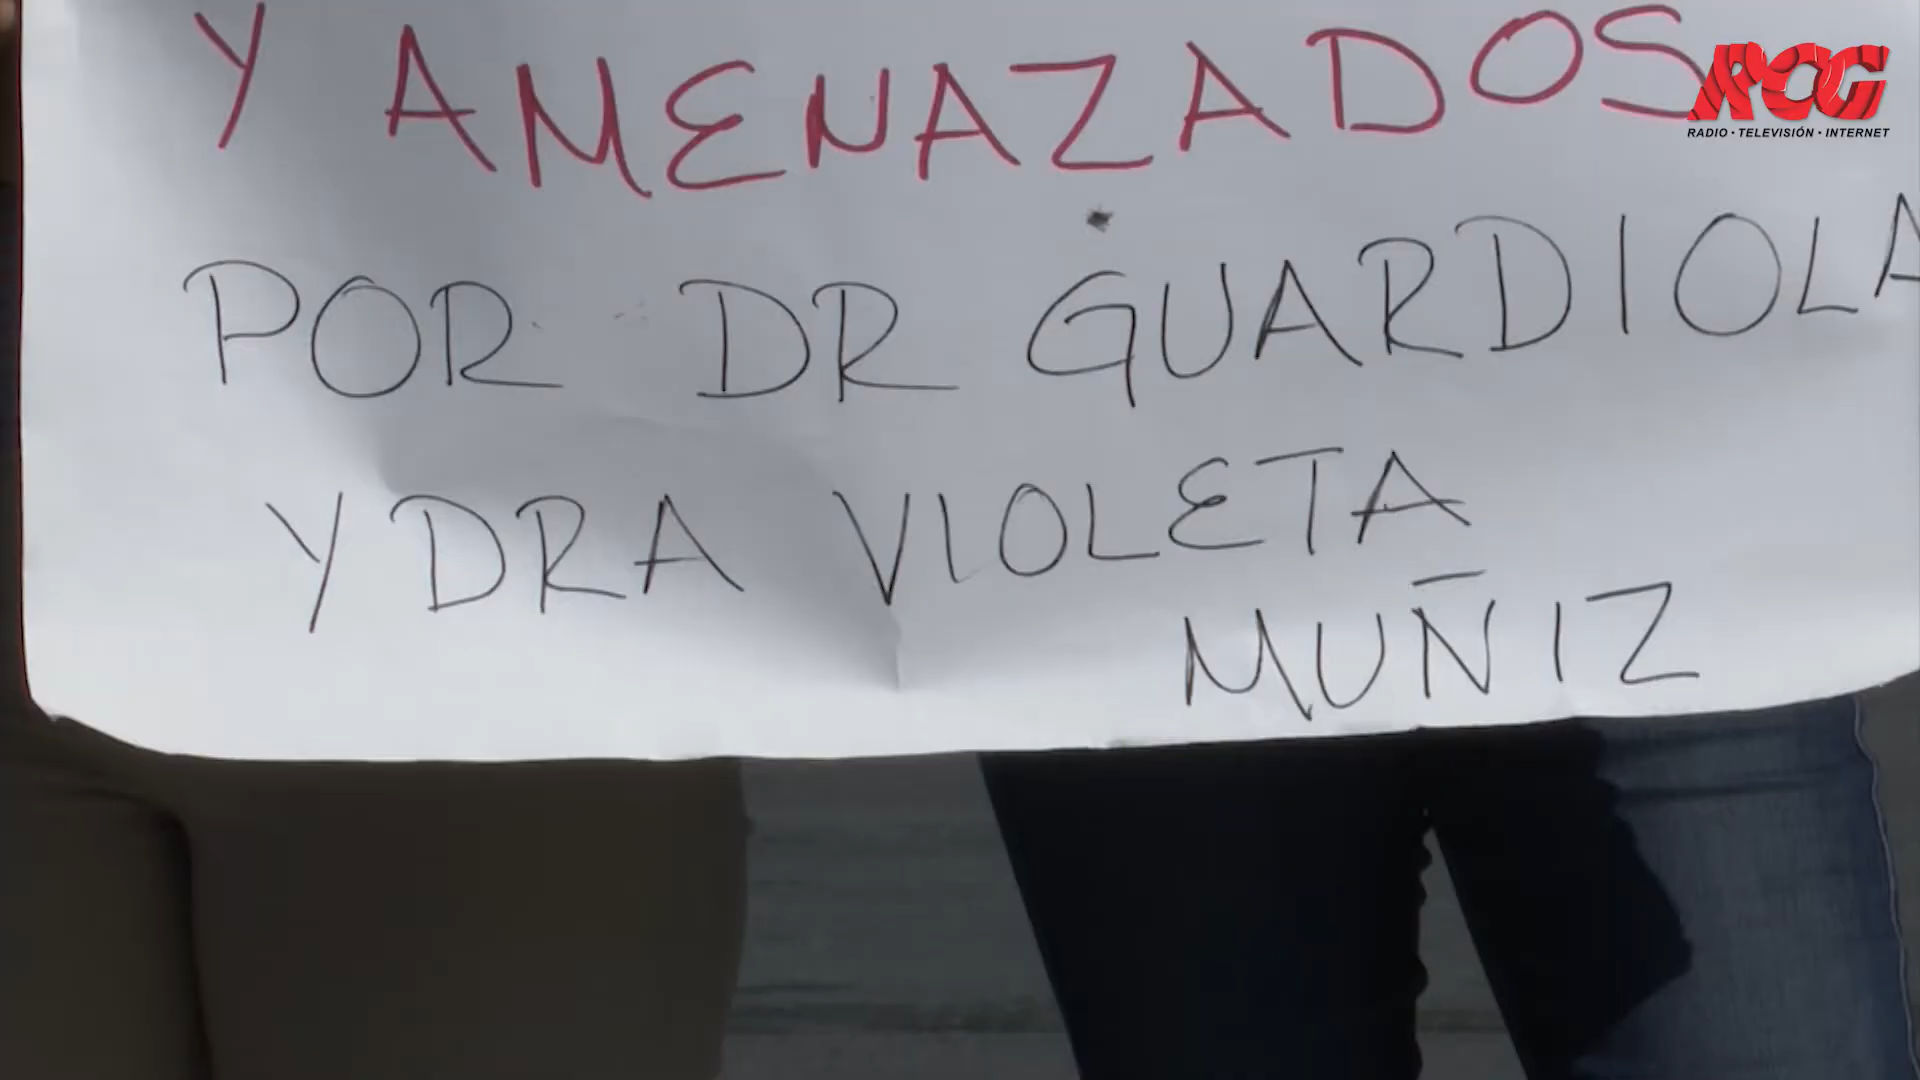 Y AMENAZADOS
RCG
RADIO • TELEVISIÓN • INTERNET
POR DR GUARDIOLA
Y DRA VIOLETA
MUÑIZ